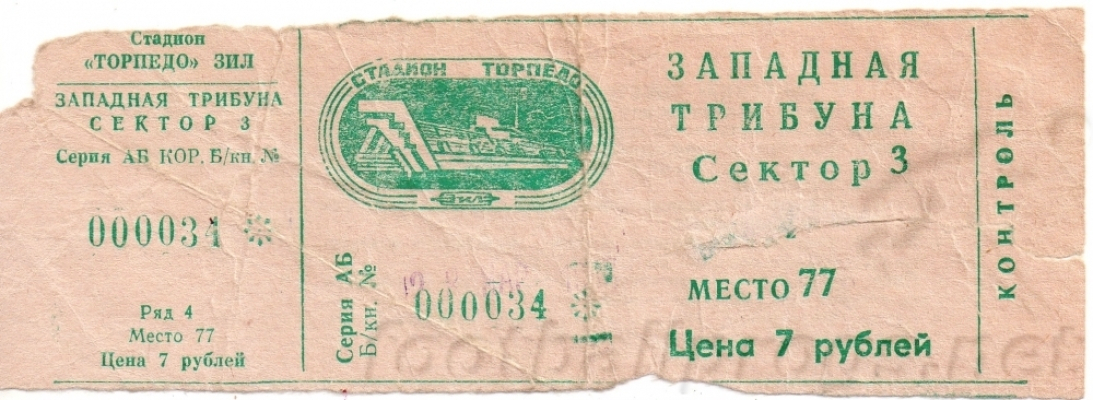 Стадион
«ТОРПЕДО» ЗИЛ
ЗАПАДНАЯ ТРИБУНА
СЕКТОР 3
Серия АБ КОР. Б/кн. №
000034
Ряд 4
Место 77
Цена 7 рублей
СТАДИОН ТОРПЕДО
ЗИЛ
Серия АБ
Б/кн. №
000034
ЗАПАДНАЯ
ТРИБУНА
Сектор 3
МЕСТО 77
Цена 7 рублей
КОНТРОЛЬ